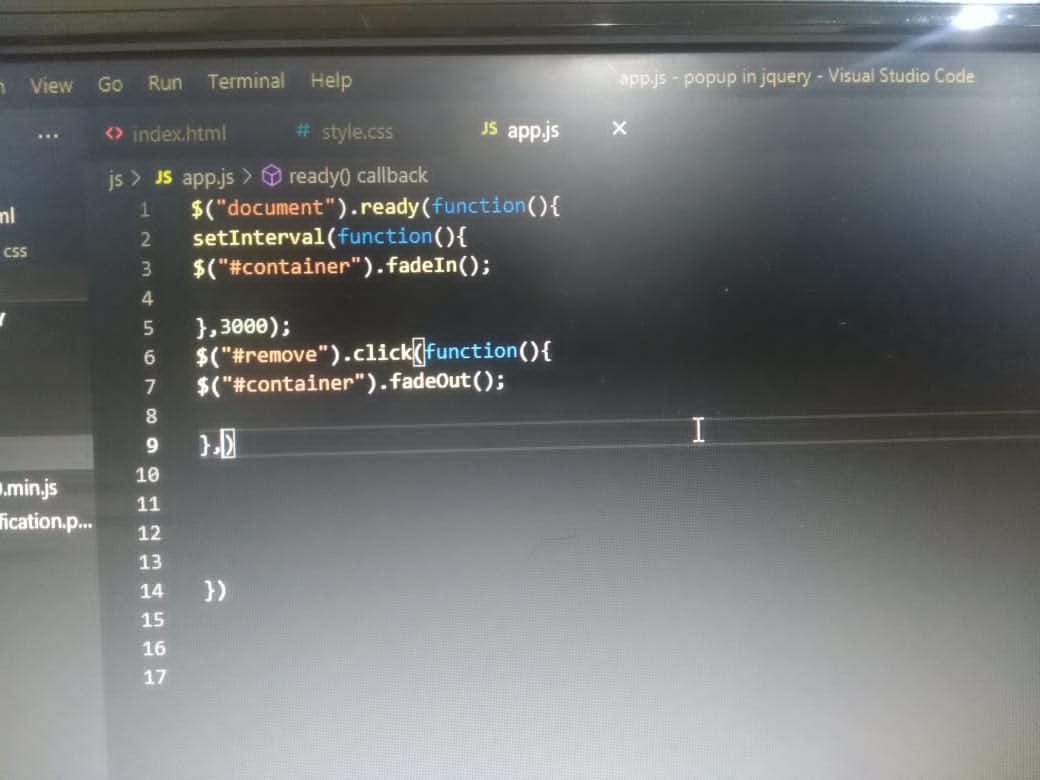 View Go Run Terminal Help app.js - popup in jquery - Visual Studio Code
... <> index.html # style.css JS app.js ×
js > JS app.js > ready() callback
1 $("document").ready(function(){
2 setInterval(function(){
3 $("#container").fadeIn();
4
5 },3000);
6 $("#remove").click(function(){
7 $("#container").fadeOut();
8
9 },)
10
11
12
13
14 })
15
16
17
css
.min.js
fication.p...